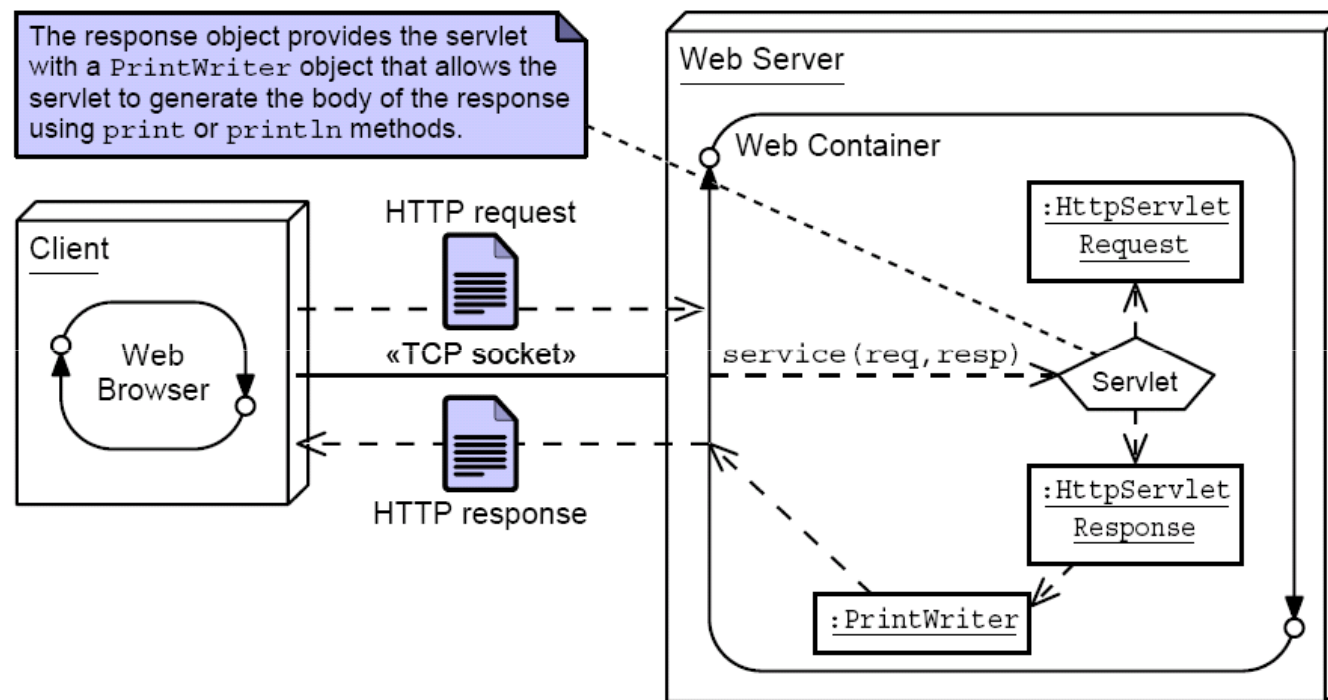 The response object provides the servlet
with a PrintWriter object that allows the
servlet to generate the body of the response
using print or println methods.
Web Server
Web Container
:HttpServlet
Request
HTTP request
Client
Web
Browser
«TCP socket»
service(req,resp)
Servlet
:HttpServlet
Response
HTTP response
:PrintWriter